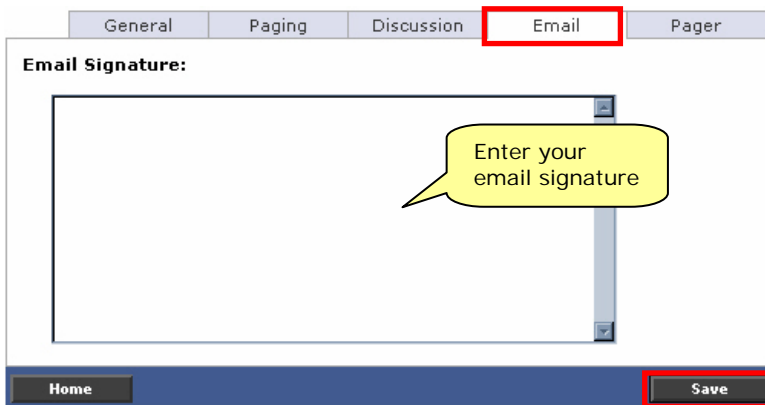 General Paging Discussion Email Pager
Email Signature:
Enter your
email signature
Home Save